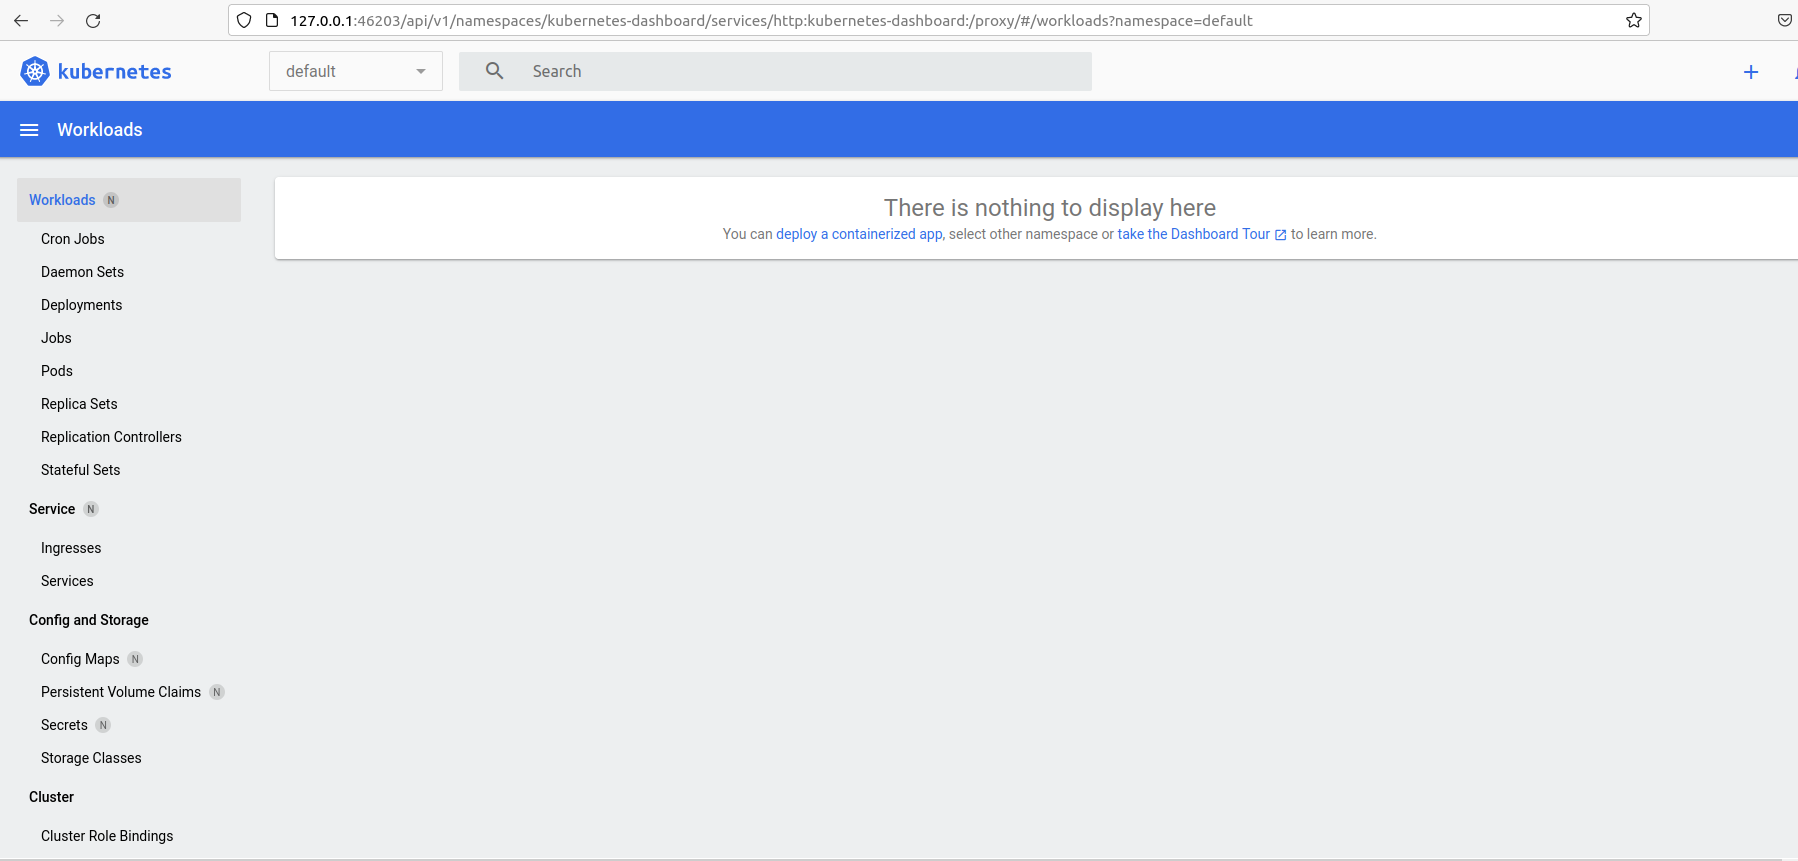 127.0.0.1:46203/api/v1/namespaces/kubernetes-dashboard/services/http:kubernetes-dashboard:/proxy/#/workloads?namespace=default
kubernetes
default
Search
Workloads
Workloads N
There is nothing to display here
You can deploy a containerized app, select other namespace or take the Dashboard Tour to learn more.
Cron Jobs
Daemon Sets
Deployments
Jobs
Pods
Replica Sets
Replication Controllers
Stateful Sets
Service N
Ingresses
Services
Config and Storage
Config Maps N
Persistent Volume Claims N
Secrets N
Storage Classes
Cluster
Cluster Role Bindings